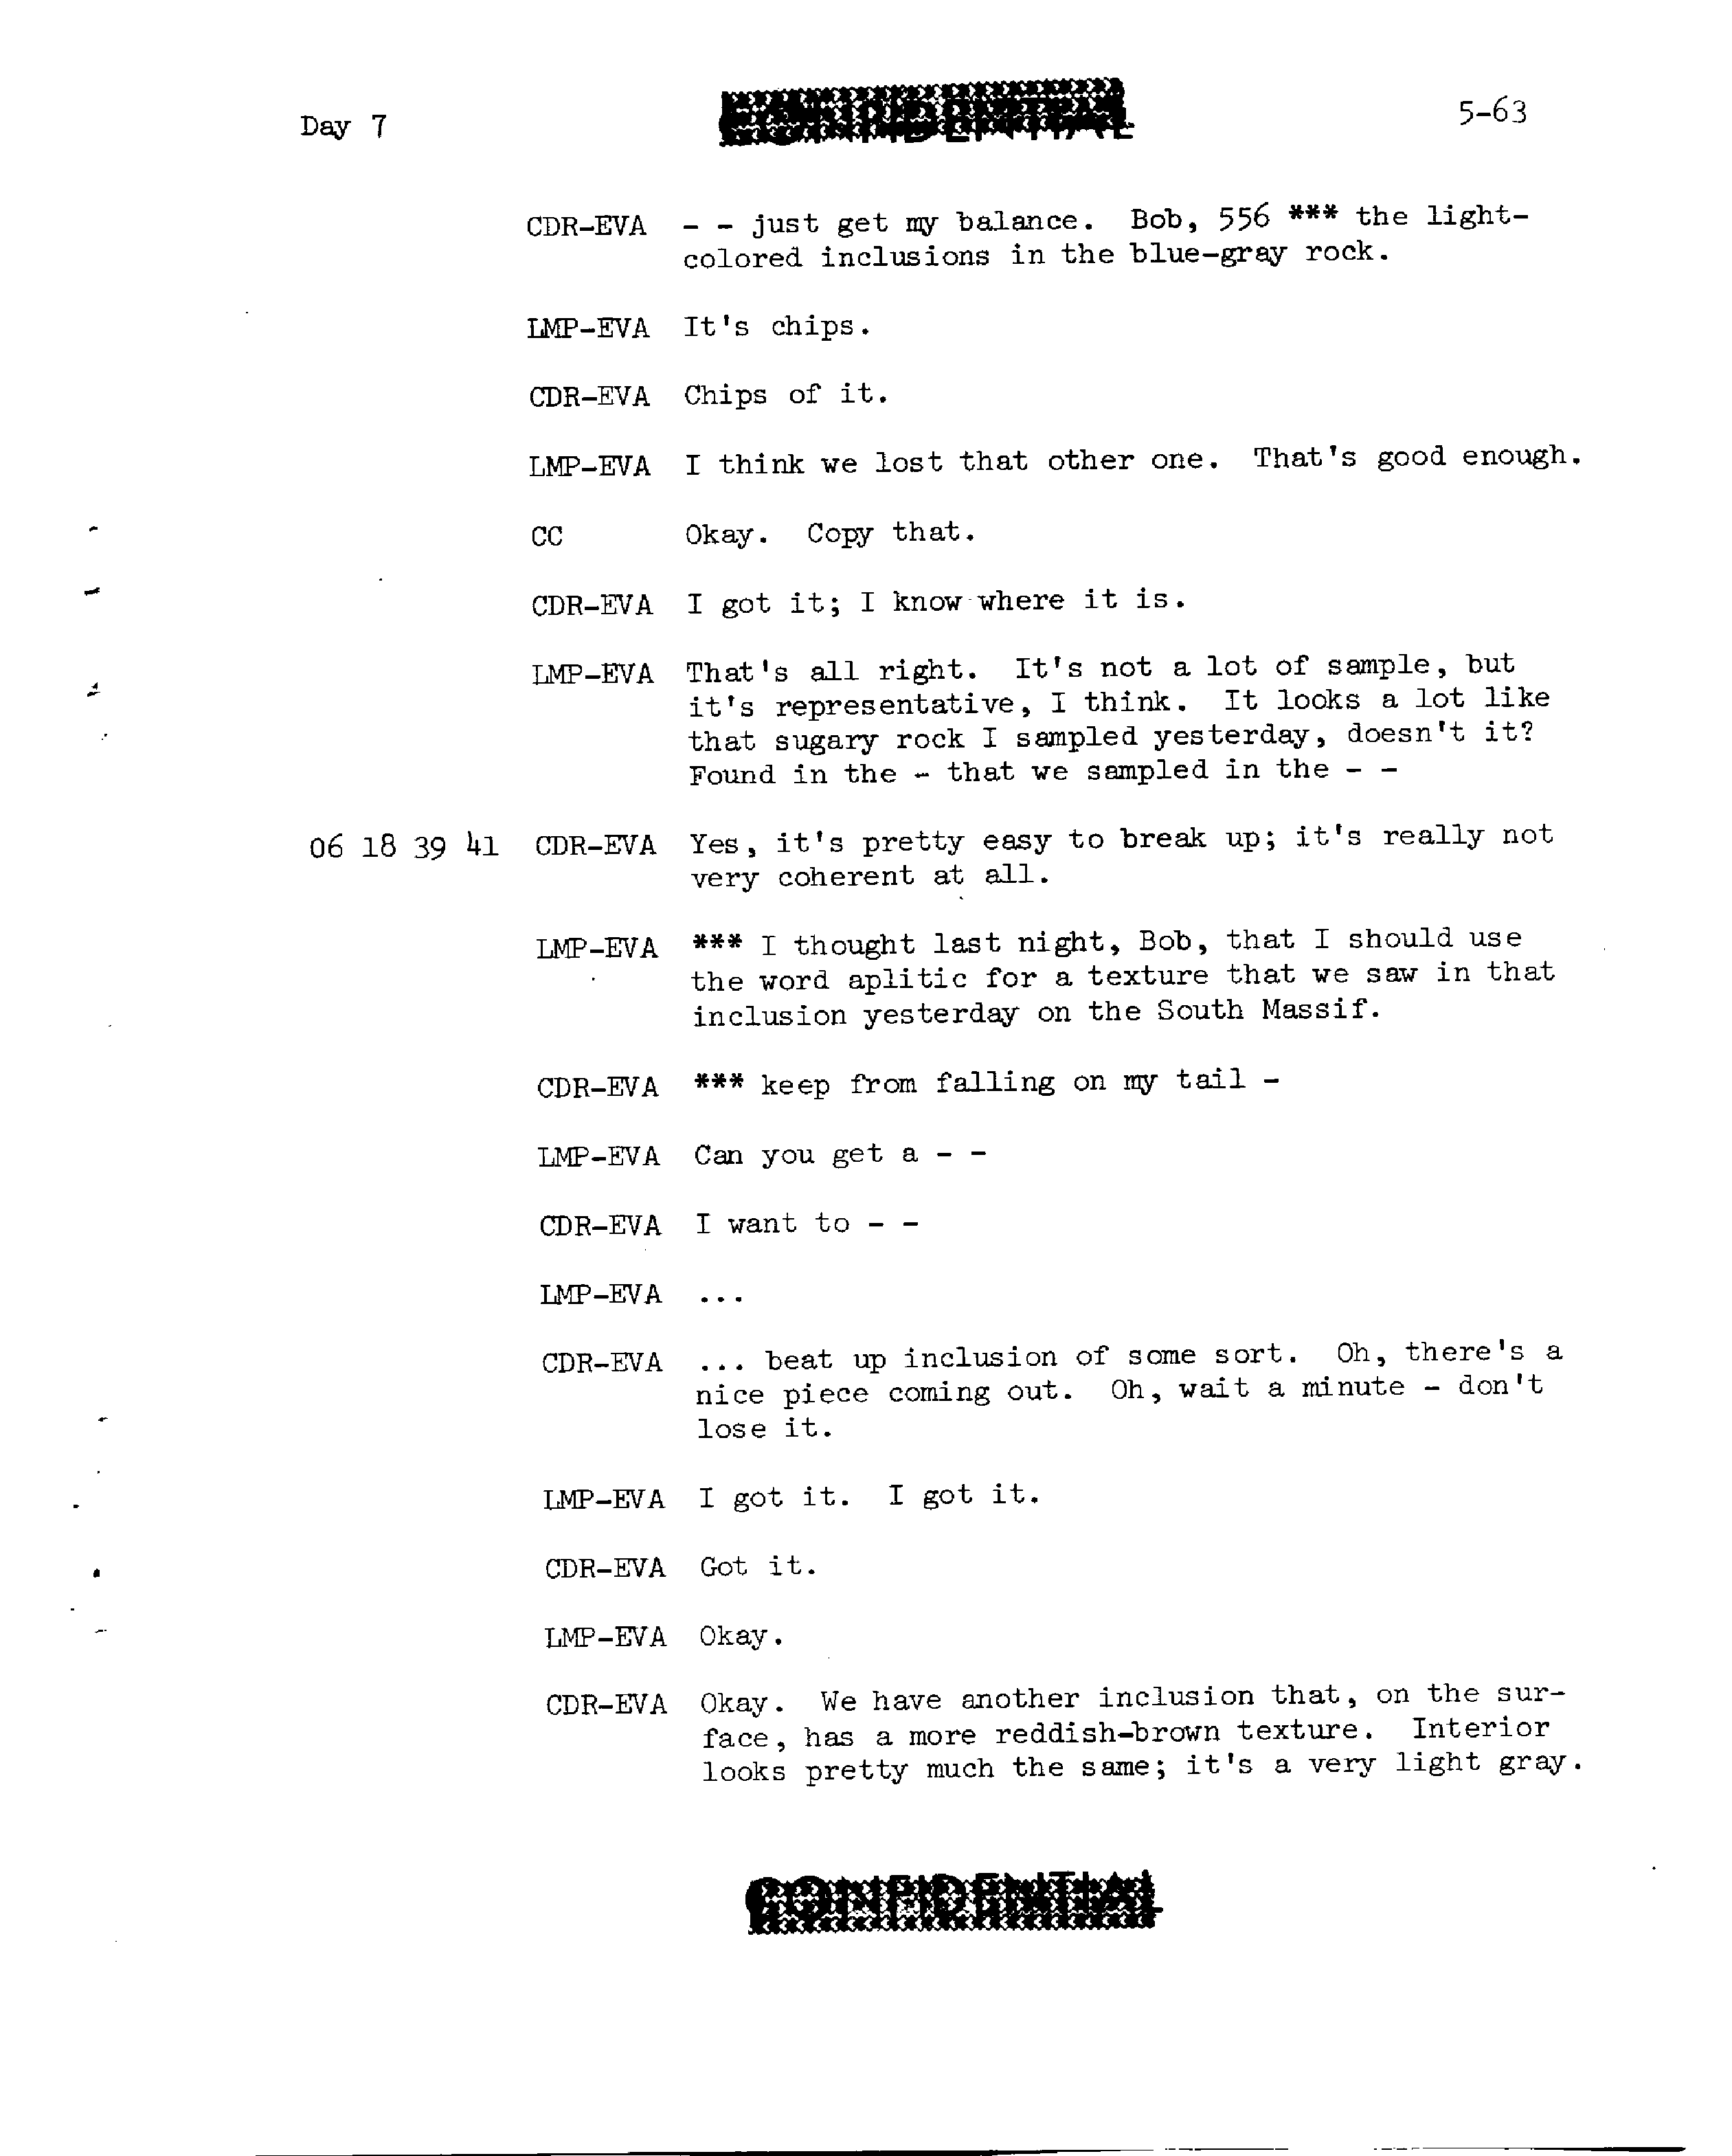 Day 7
CONFIDENTIAL
5-63
CDR-EVA - - just get my balance. Bob, 556 *** the light-
colored inclusions in the blue-gray rock.
LMP-EVA It's chips.
CDR-EVA Chips of it.
LMP-EVA I think we lost that other one. That's good enough.
CC Okay. Copy that.
CDR-EVA I got it; I know where it is.
LMP-EVA That's all right. It's not a lot of sample, but
it's representative, I think. It looks a lot like
that sugary rock I sampled yesterday, doesn't it?
Found in the - that we sampled in the - -
06 18 39 41 CDR-EVA Yes, it's pretty easy to break up; it's really not
very coherent at all.
LMP-EVA *** I thought last night, Bob, that I should use
the word aplitic for a texture that we saw in that
inclusion yesterday on the South Massif.
CDR-EVA *** keep from falling on my tail -
LMP-EVA Can you get a - -
CDR-EVA I want to - -
LMP-EVA ...
CDR-EVA ... beat up inclusion of some sort. Oh, there's a
nice piece coming out. Oh, wait a minute - don't
lose it.
LMP-EVA I got it. I got it.
CDR-EVA Got it.
LMP-EVA Okay.
CDR-EVA Okay. We have another inclusion that, on the sur-
face, has a more reddish-brown texture. Interior
looks pretty much the same; it's a very light gray.
CONFIDENTIAL